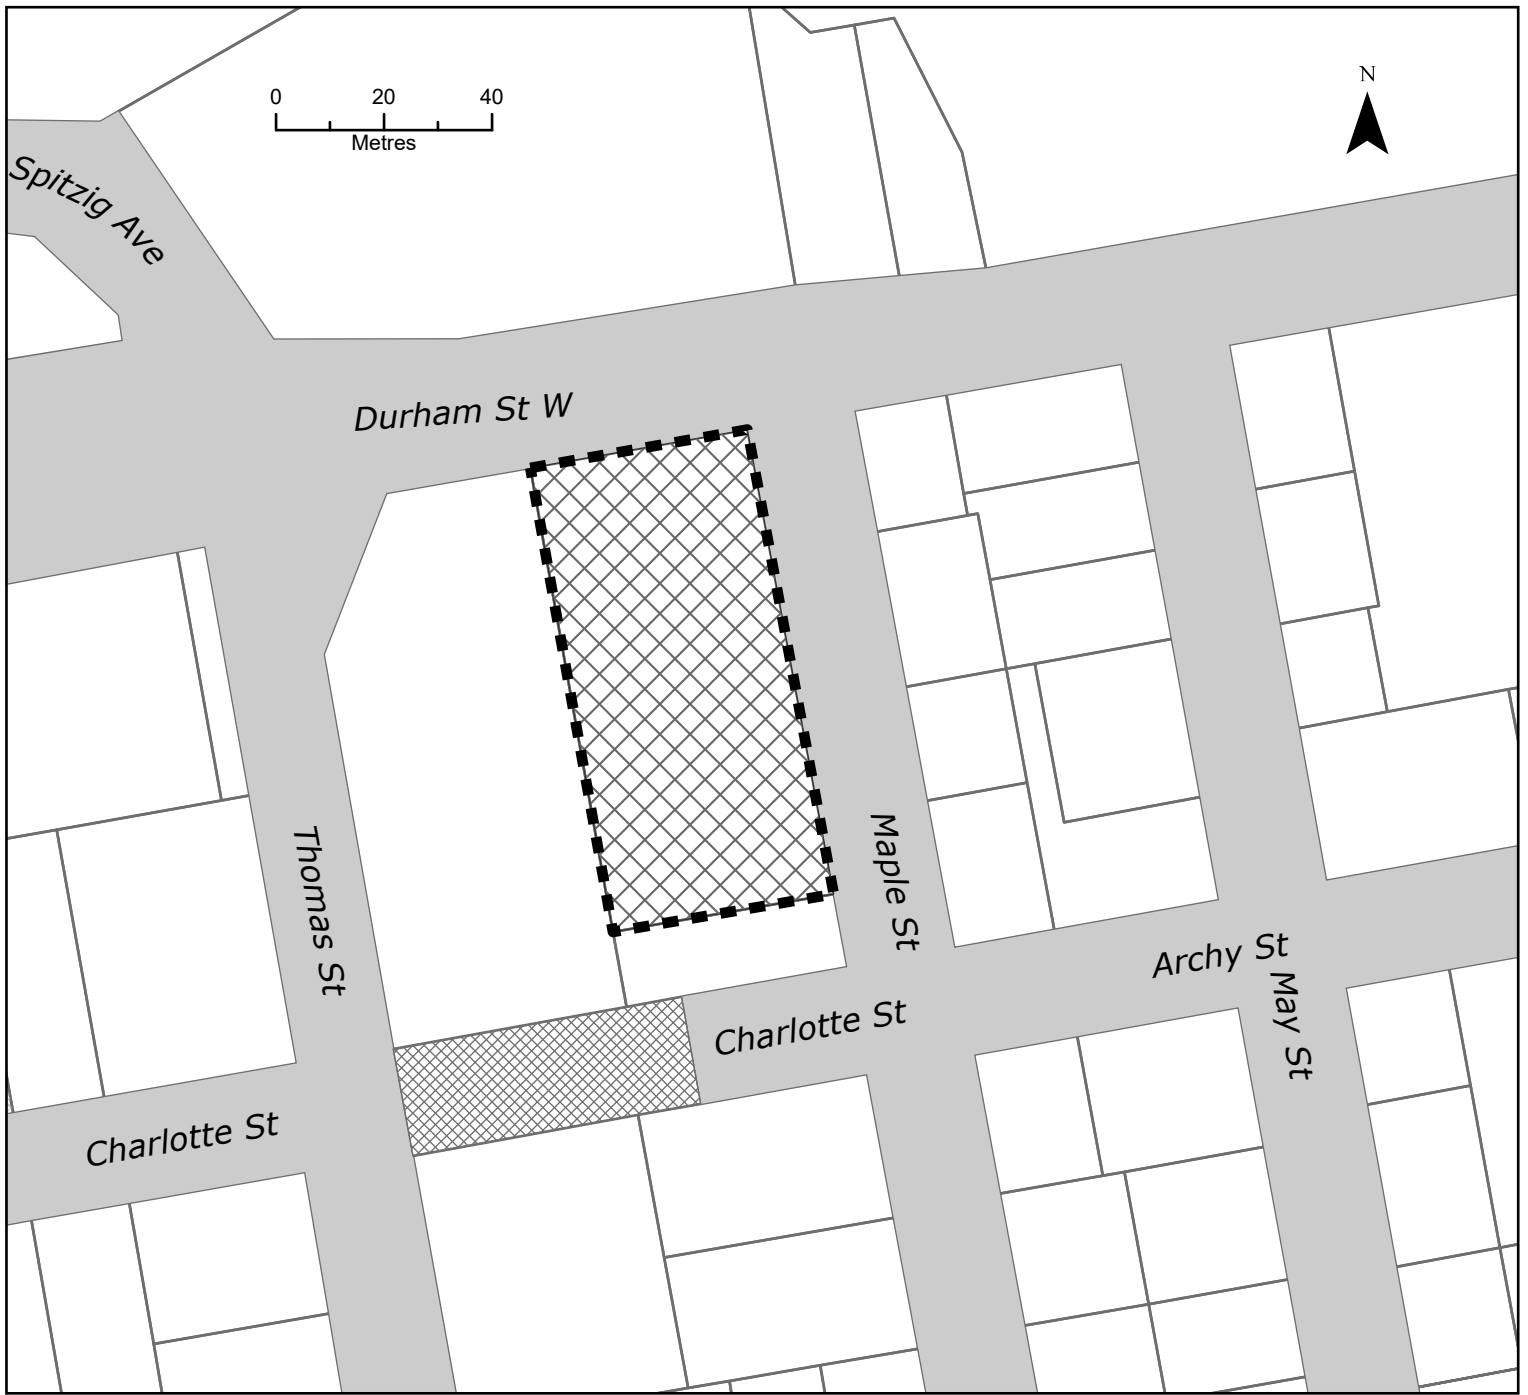 N
0 20 40
Metres
Spitzig Ave
Durham St W
Thomas St
Maple St
Archy St
May St
Charlotte St
Charlotte St